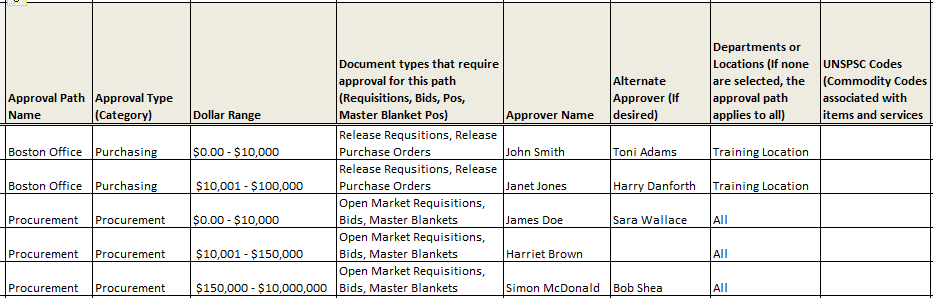 Approval Path Name | Approval Type (Category) | Dollar Range | Document types that require approval for this path (Requisitions, Bids, Pos, Master Blanket Pos) | Approver Name | Alternate Approver (If desired) | Departments or Locations (If none are selected, the approval path applies to all) | UNSPSC Codes (Commodity Codes associated with items and services
Boston Office | Purchasing | $0.00 - $10,000 | Release Requsitions, Release Purchase Orders | John Smith | Toni Adams | Training Location
Boston Office | Purchasing | $10,001 - $100,000 | Release Requsitions, Release Purchase Orders | Janet Jones | Harry Danforth | Training Location
Procurement | Procurement | $0.00 - $10,000 | Open Market Requisitions, Bids, Master Blankets | James Doe | Sara Wallace | All
Procurement | Procurement | $10,001 - $150,000 | Open Market Requisitions, Bids, Master Blankets | Harriet Brown | | All
Procurement | Procurement | $150,000 - $10,000,000 | Open Market Requisitions, Bids, Master Blankets | Simon McDonald | Bob Shea | All